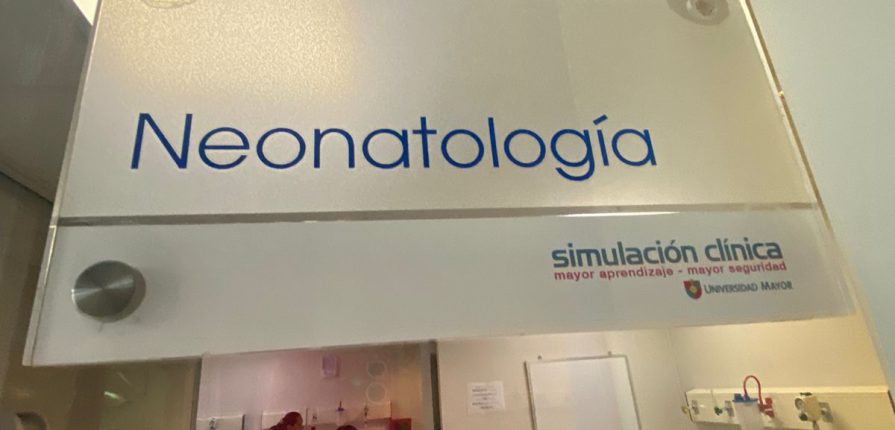 Neonatología
simulación clínica
mayor aprendizaje - mayor seguridad
UNIVERSIDAD MAYOR